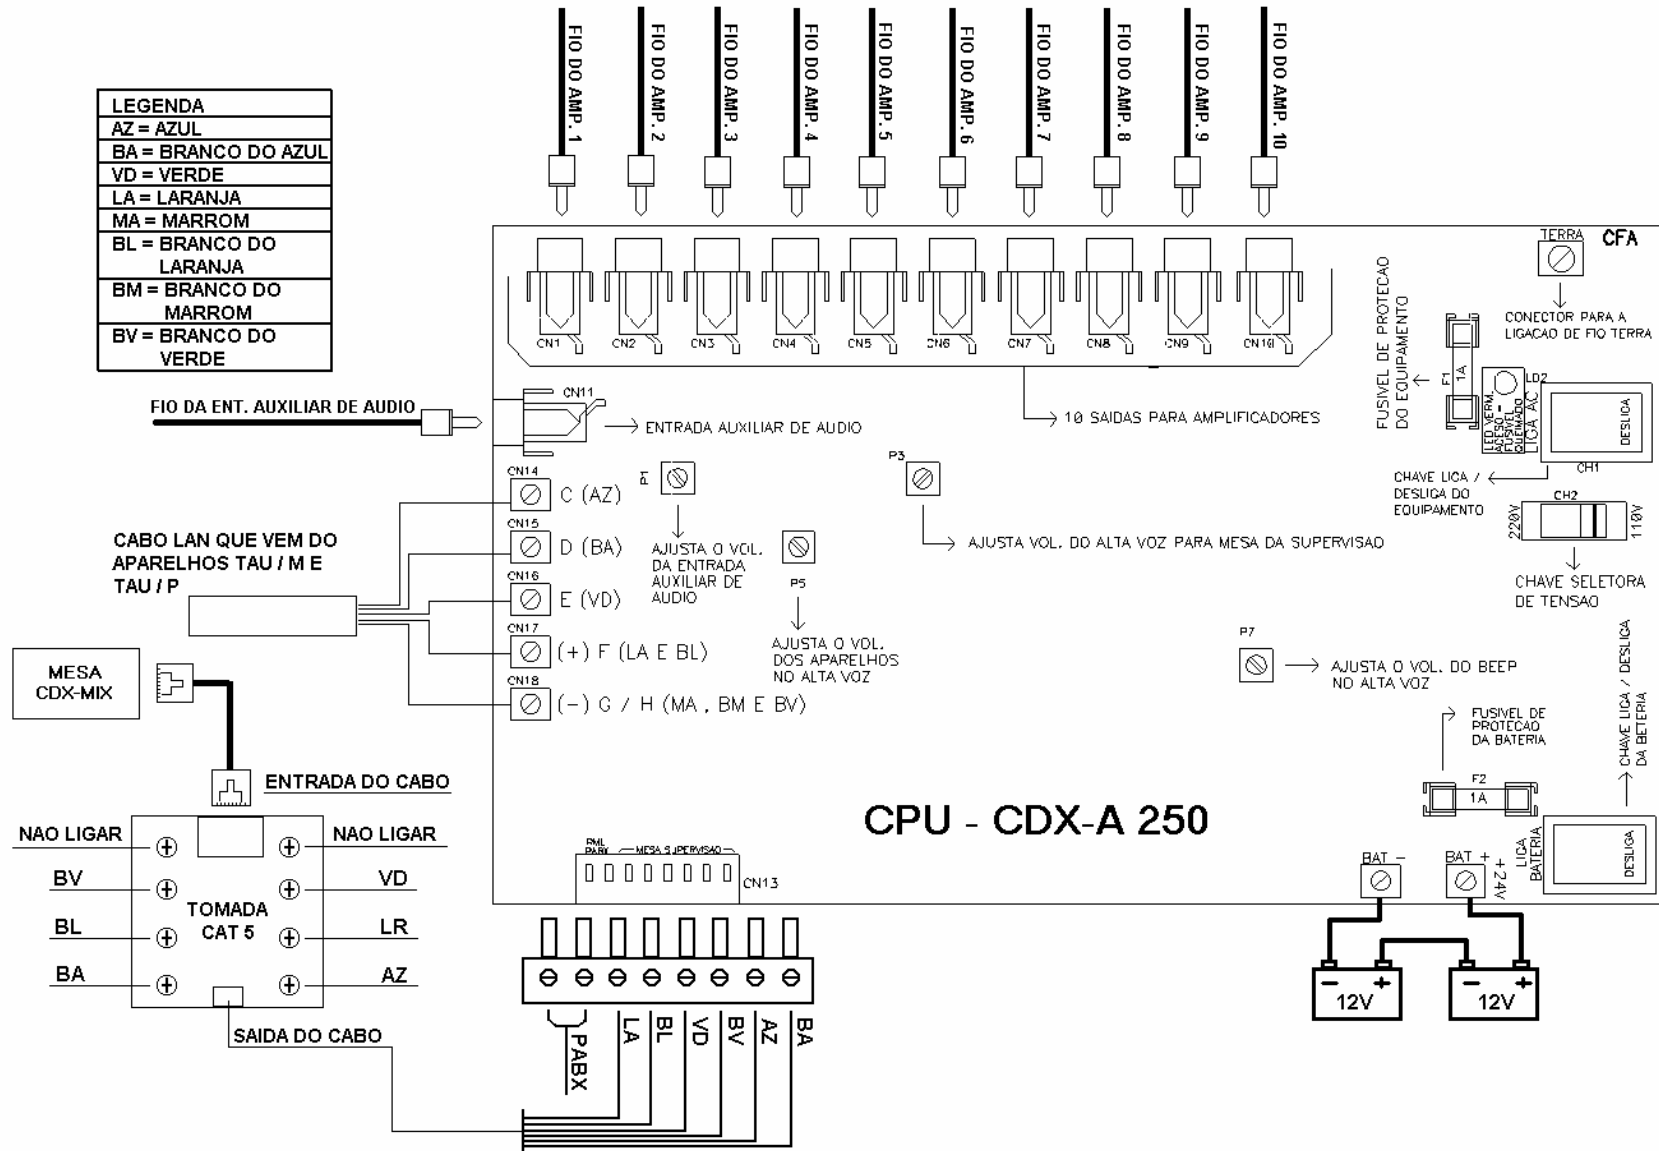 FIO DO AMP. 1
FIO DO AMP. 2
FIO DO AMP. 3
FIO DO AMP. 4
FIO DO AMP. 5
FIO DO AMP. 6
FIO DO AMP. 7
FIO DO AMP. 8
FIO DO AMP. 9
FIO DO AMP. 10
LEGENDA
AZ = AZUL
BA = BRANCO DO AZUL
VD = VERDE
LA = LARANJA
MA = MARROM
BL = BRANCO DO
LARANJA
BM = BRANCO DO
MARROM
BV = BRANCO DO
VERDE
CN1
CN2
CN3
CN4
CN5
CN6
CN7
CN8
CN9
CN10
10 SAIDAS PARA AMPLIFICADORES
TERRA
CFA
CONECTOR PARA A
LIGACAO DE FIO TERRA
FUSIVEL DE PROTECAO
DO EQUIPAMENTO
F1
1A
LD2
LED VERM.
ACESO -
FUSIVEL
QUEIMADO
LIGA AC
DESLIGA
CH1
CHAVE LIGA /
DESLIGA DO
EQUIPAMENTO
CH2
220V
110V
CHAVE SELETORA
DE TENSAO
FIO DA ENT. AUXILIAR DE AUDIO
CN11
ENTRADA AUXILIAR DE AUDIO
CN14
C (AZ)
CN15
D (BA)
CN16
E (VD)
CN17
(+) F (LA E BL)
CN18
(-) G / H (MA , BM E BV)
P1
AJUSTA O VOL.
DA ENTRADA
AUXILIAR DE
AUDIO
P3
AJUSTA VOL. DO ALTA VOZ PARA MESA DA SUPERVISAO
P5
AJUSTA O VOL.
DOS APARELHOS
NO ALTA VOZ
P7
AJUSTA O VOL. DO BEEP
NO ALTA VOZ
CABO LAN QUE VEM DO
APARELHOS TAU / M E
TAU / P
MESA
CDX-MIX
ENTRADA DO CABO
NAO LIGAR
NAO LIGAR
BV
VD
BL
LR
BA
AZ
TOMADA
CAT 5
SAIDA DO CABO
CPU - CDX-A 250
RML
PABX
MESA SUPERVISAO
CN13
PABX
LA
BL
VD
BV
AZ
BA
FUSIVEL DE
PROTECAO
DA BATERIA
F2
1A
CHAVE LIGA / DESLIGA
DA BETERIA
LIGA
BATERIA
DESLIGA
BAT -
BAT +
+24V
- +
12V
- +
12V